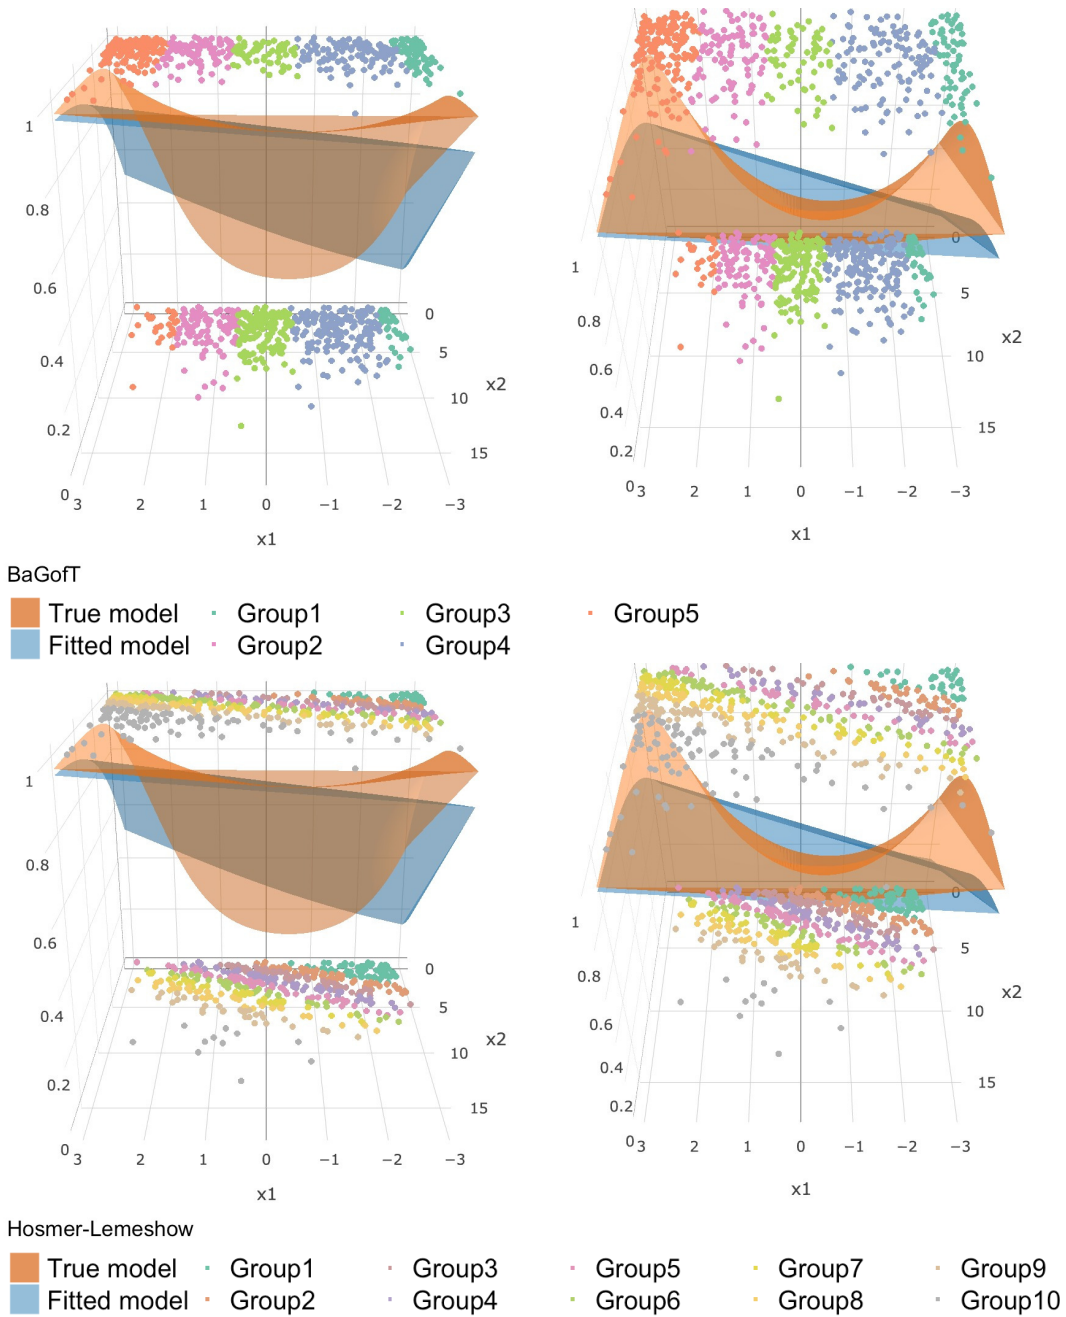 1
0.8
0.6
0.4
0.2
0
0
5
10
15
x2
3 2 1 0 −1 −2 −3
x1
0
5
10
15
x2
1
0.8
0.6
0.4
0.2
0
3 2 1 0 −1 −2 −3
x1
BaGofT
True model Group1 Group3 Group5
Fitted model Group2 Group4
1
0.8
0.6
0.4
0.2
0
0
5
10
15
x2
3 2 1 0 −1 −2 −3
x1
0
5
10
15
x2
1
0.8
0.6
0.4
0.2
0
3 2 1 0 −1 −2 −3
x1
Hosmer-Lemeshow
True model Group1 Group3 Group5 Group7 Group9
Fitted model Group2 Group4 Group6 Group8 Group10